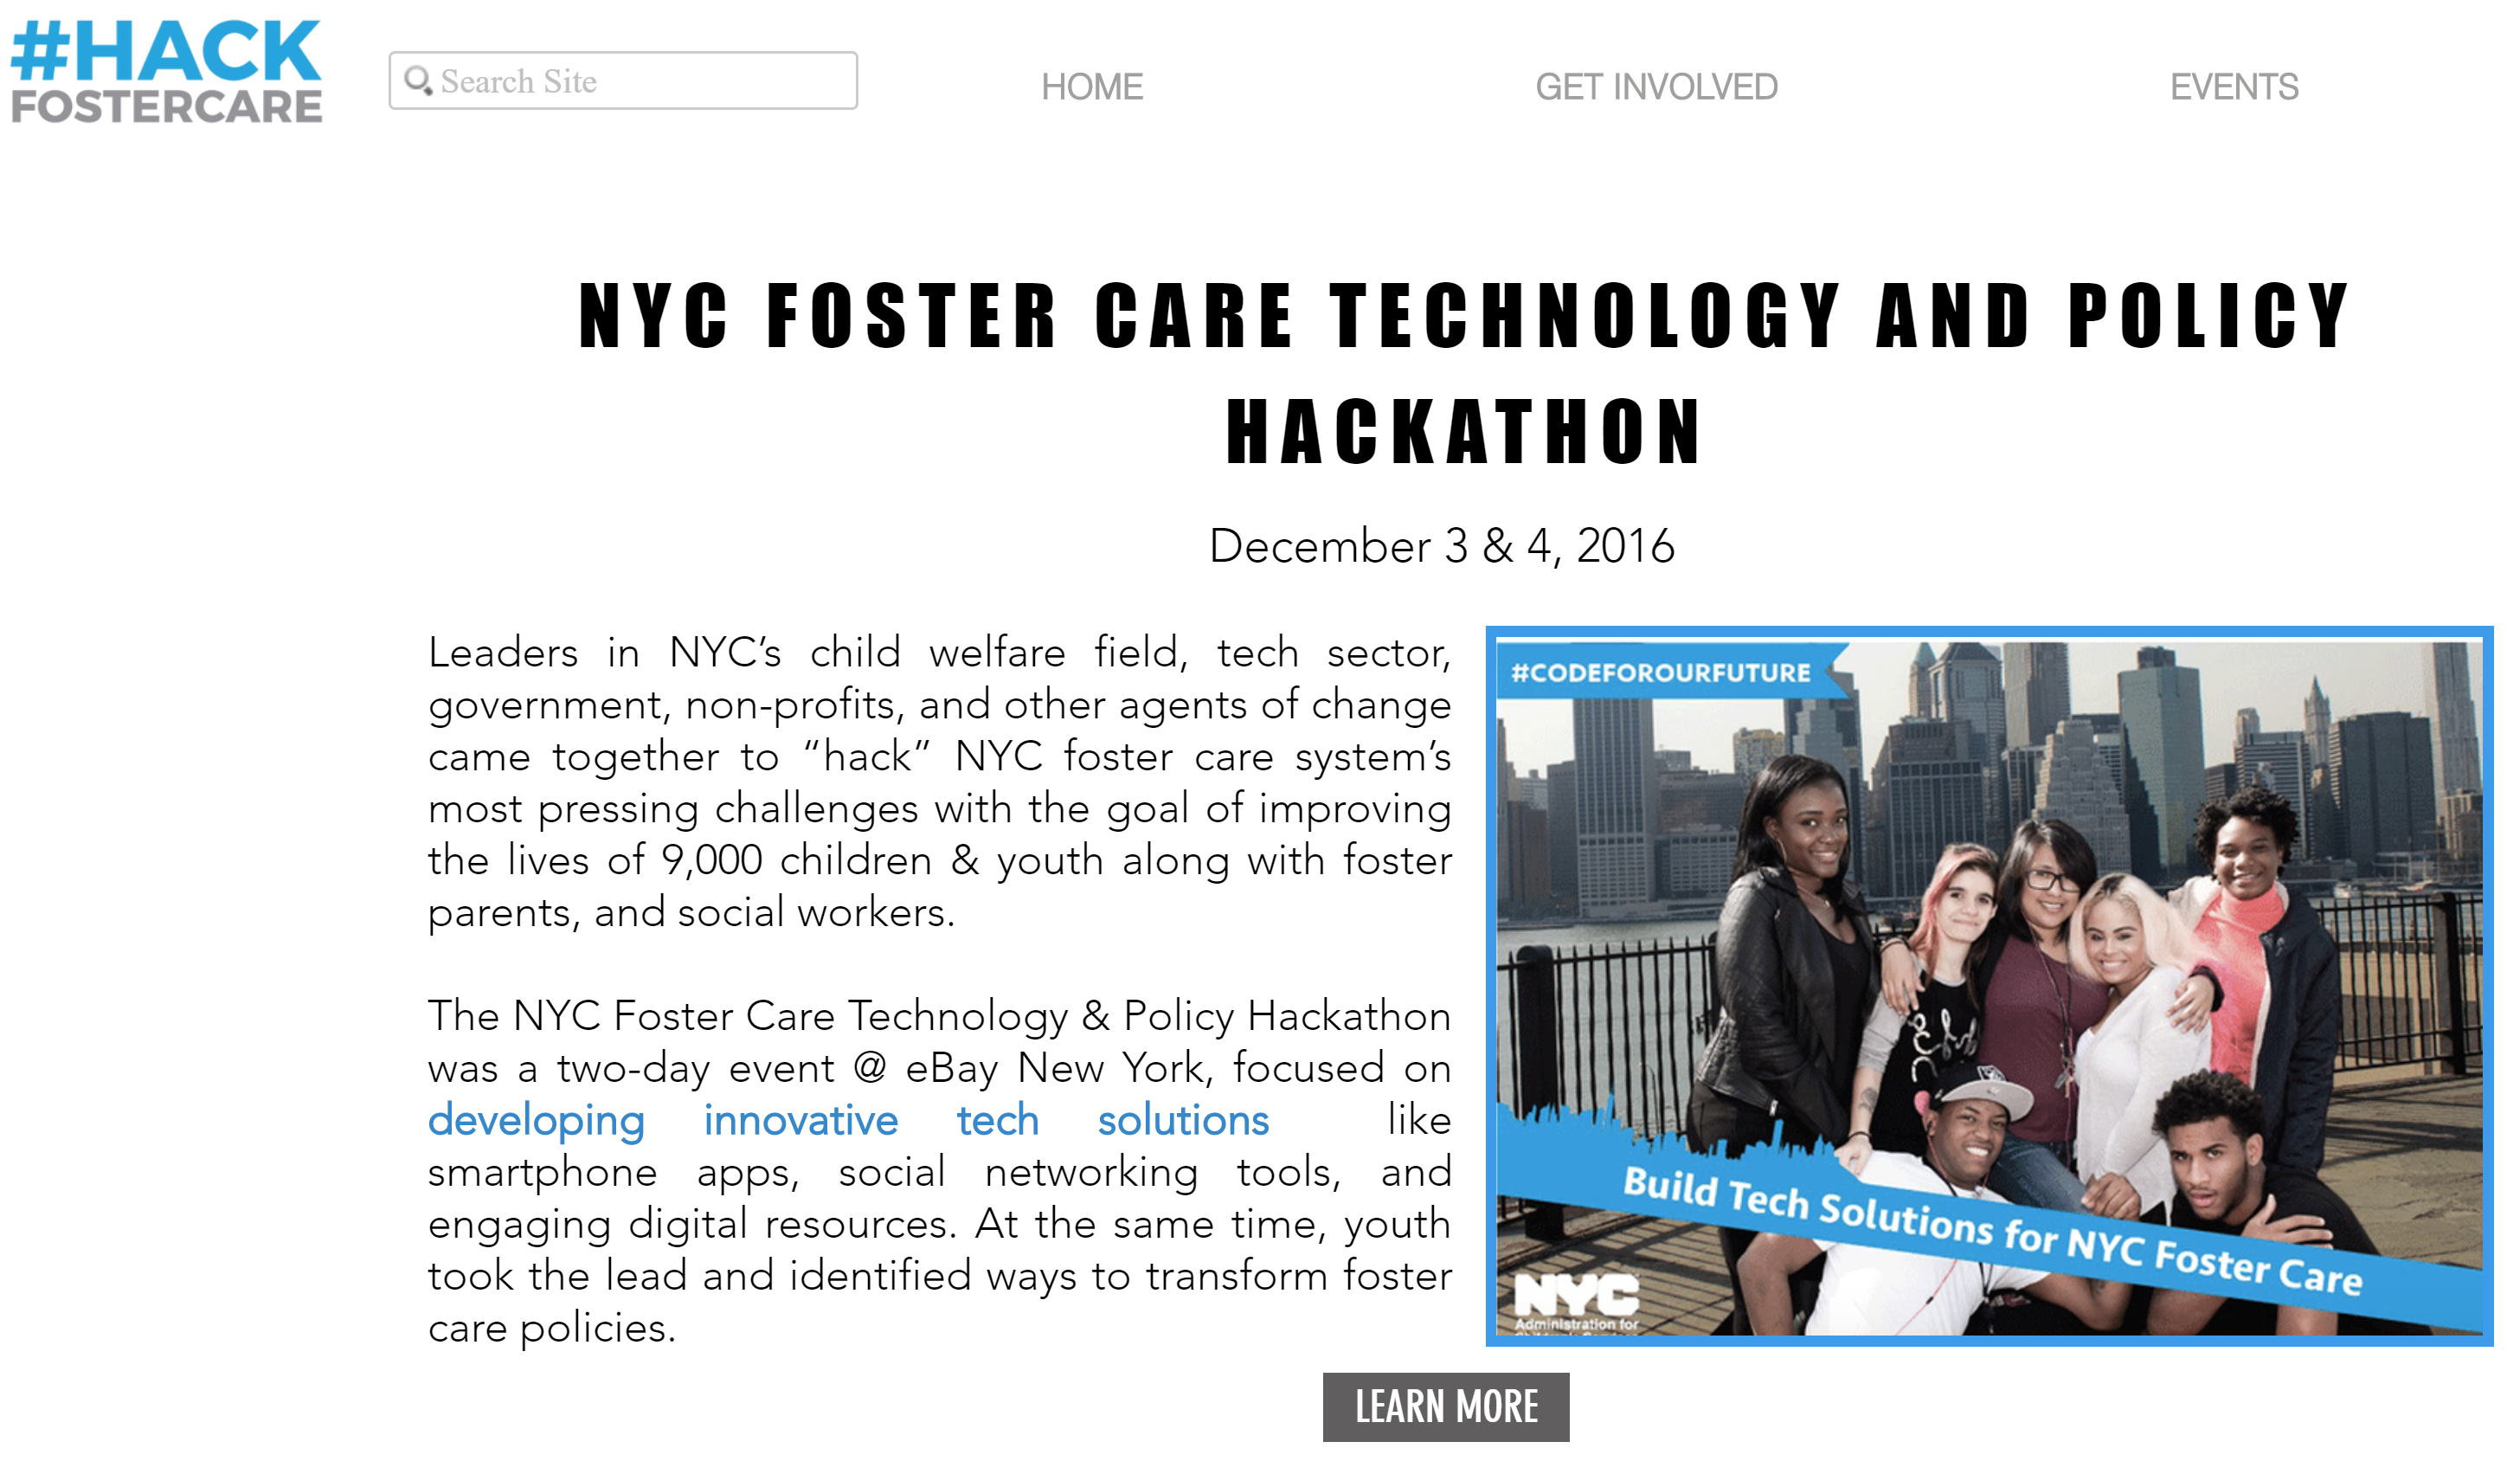 #HACK
FOSTERCARE
Search Site
HOME
GET INVOLVED
EVENTS
NYC FOSTER CARE TECHNOLOGY AND POLICY
HACKATHON
December 3 & 4, 2016
Leaders in NYC’s child welfare field, tech sector,
government, non-profits, and other agents of change
came together to “hack” NYC foster care system’s
most pressing challenges with the goal of improving
the lives of 9,000 children & youth along with foster
parents, and social workers.
The NYC Foster Care Technology & Policy Hackathon
was a two-day event @ eBay New York, focused on
developing innovative tech solutions like
smartphone apps, social networking tools, and
engaging digital resources. At the same time, youth
took the lead and identified ways to transform foster
care policies.
#CODEFOROURFUTURE
Build Tech Solutions for NYC Foster Care
NYC
Administration for
LEARN MORE